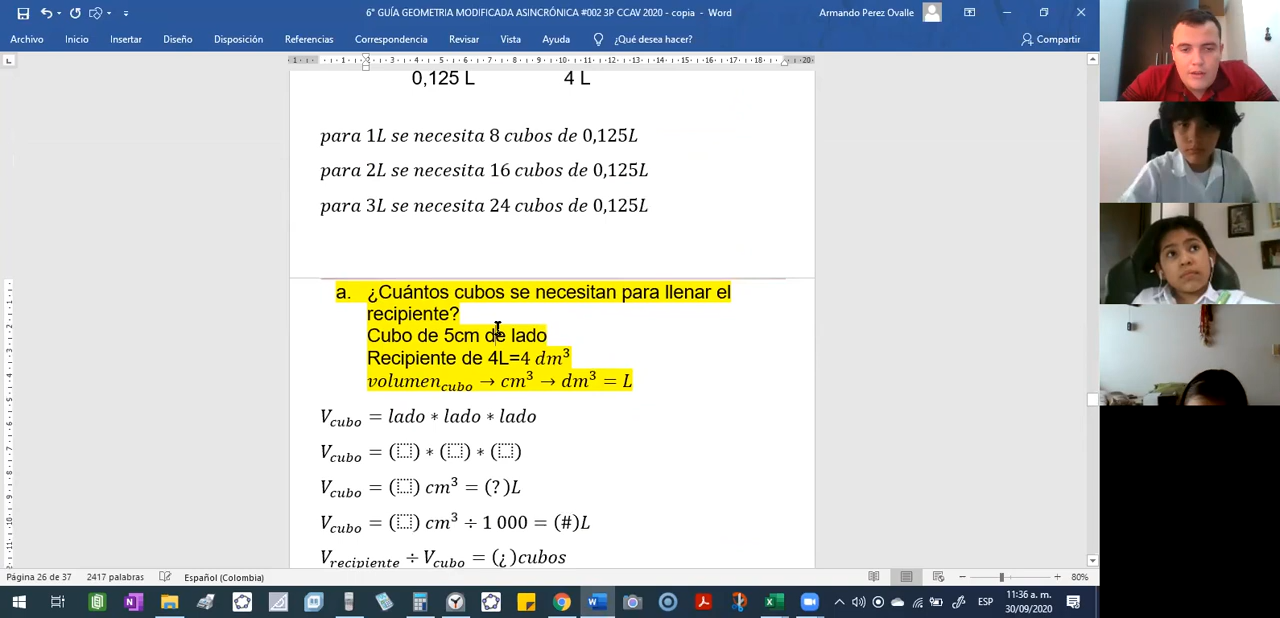 6° GUÍA GEOMETRIA MODIFICADA ASINCRÓNICA #002 3P CCAV 2020 - copia - Word
Armando Perez Ovalle
Archivo Inicio Insertar Diseño Disposición Referencias Correspondencia Revisar Vista Ayuda ¿Qué desea hacer? Compartir
0,125 L 4 L
para 1L se necesita 8 cubos de 0,125L
para 2L se necesita 16 cubos de 0,125L
para 3L se necesita 24 cubos de 0,125L
a. ¿Cuántos cubos se necesitan para llenar el
recipiente?
Cubo de 5cm de lado
Recipiente de 4L=4 dm³
volumen_cubo → cm³ → dm³ = L
V_cubo = lado * lado * lado
V_cubo = (⬚) * (⬚) * (⬚)
V_cubo = (⬚) cm³ = (?)L
V_cubo = (⬚) cm³ ÷ 1 000 = (#)L
V_recipiente ÷ V_cubo = (¿)cubos
Página 26 de 37 2417 palabras Español (Colombia) 80%
ESP
11:36 a. m.
30/09/2020